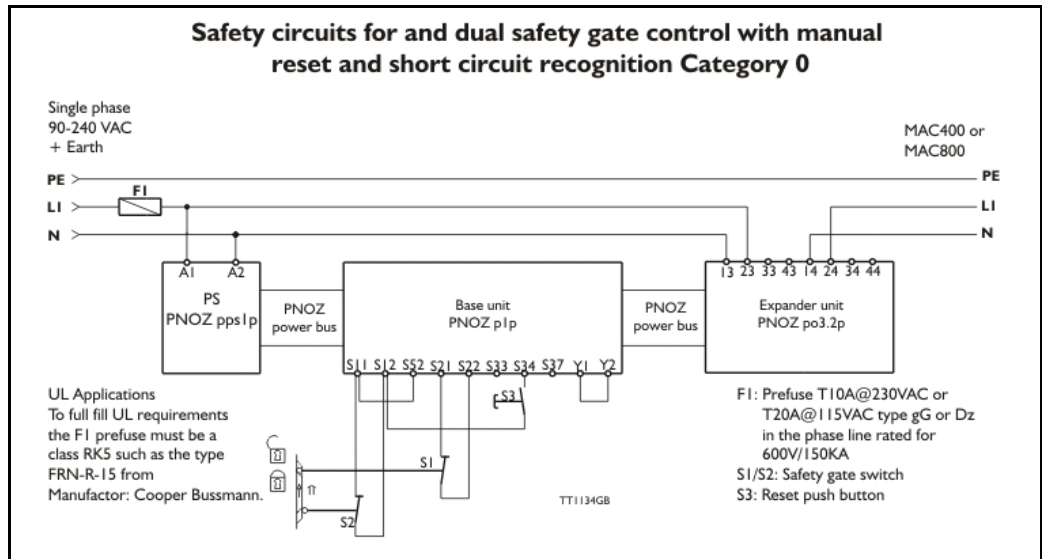 Safety circuits for and dual safety gate control with manual
reset and short circuit recognition Category 0
Single phase
90-240 VAC
+ Earth
MAC400 or
MAC800
PE
PE
F1
L1
L1
N
N
A1 A2
PS
PNOZ pps1p
PNOZ
power bus
Base unit
PNOZ p1p
S11 S12 S52 S21 S22 S33 S34 S37 Y1 Y2
PNOZ
power bus
13 23 33 43 14 24 34 44
Expander unit
PNOZ po3.2p
UL Applications
To full fill UL requirements
the F1 prefuse must be a
class RK5 such as the type
FRN-R-15 from
Manufactor: Cooper Bussmann.
S3
S1
S2
TT1134GB
F1: Prefuse T10A@230VAC or
T20A@115VAC type gG or Dz
in the phase line rated for
600V/150KA
S1/S2: Safety gate switch
S3: Reset push button